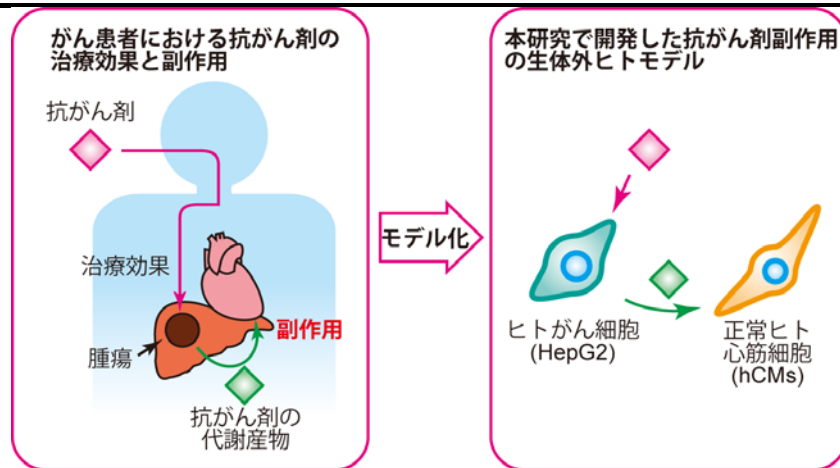 がん患者における抗がん剤の
治療効果と副作用
抗がん剤
治療効果
副作用
腫瘍
抗がん剤の
代謝産物
モデル化
本研究で開発した抗がん剤副作用
の生体外ヒトモデル
ヒトがん細胞
(HepG2)
正常ヒト
心筋細胞
(hCMs)